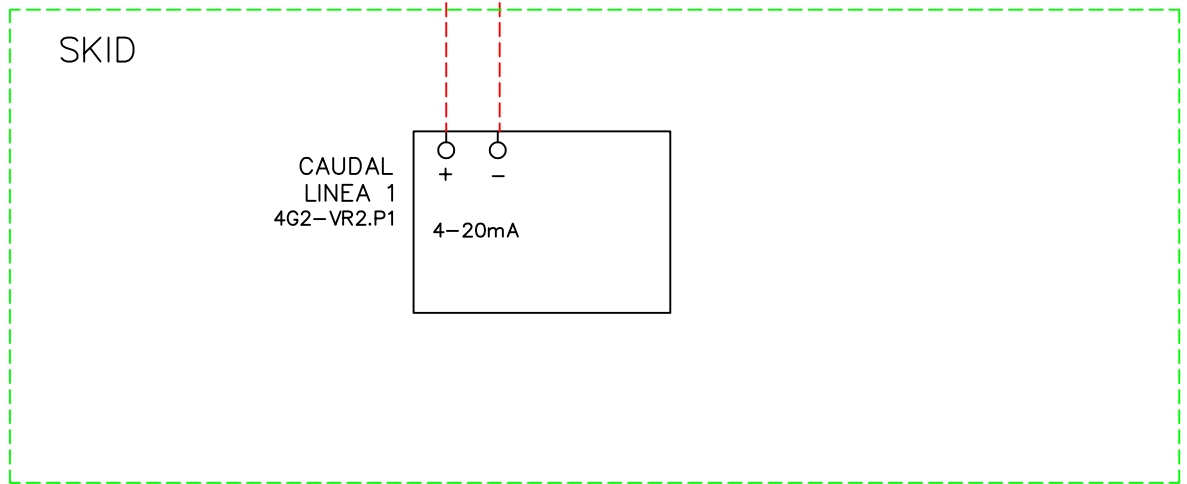 SKID
CAUDAL
LINEA 1
4G2-VR2.P1
+ -
4-20mA